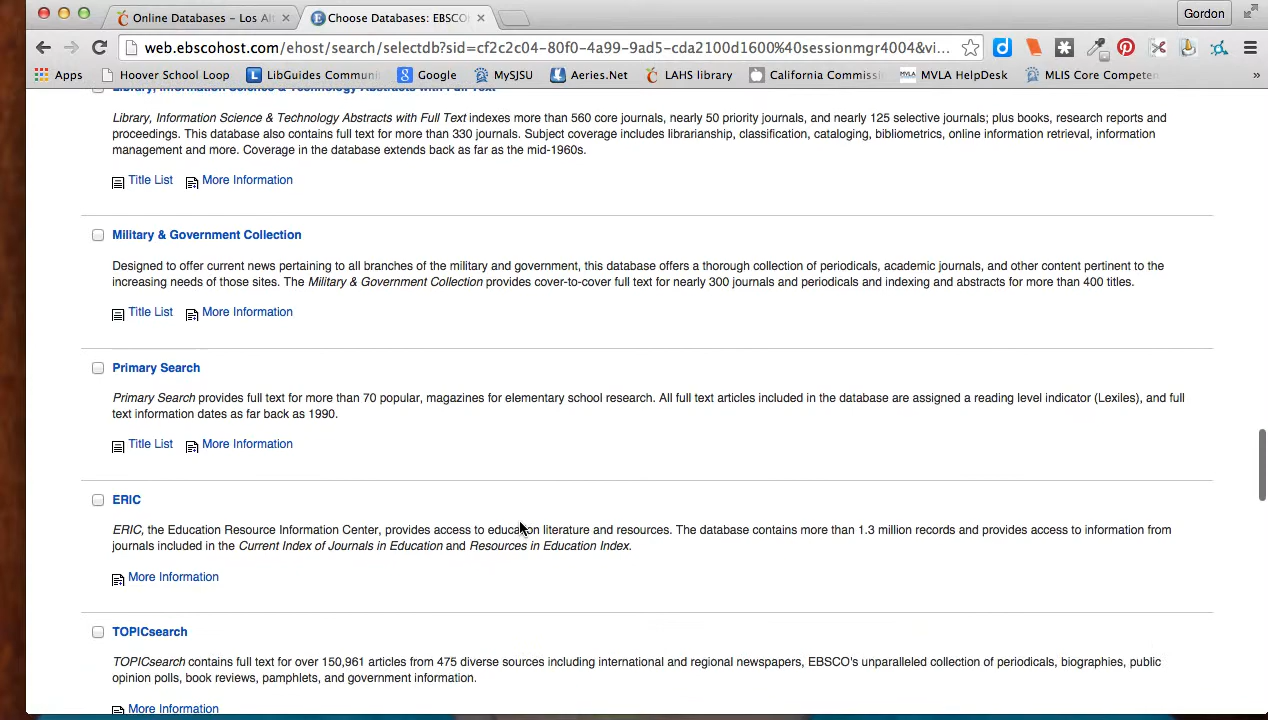 Online Databases – Los Al
Choose Databases: EBSCO
Gordon
web.ebscohost.com/ehost/search/selectdb?sid=cf2c2c04-80f0-4a99-9ad5-cda2100d1600%40sessionmgr4004&vi...
Apps
Hoover School Loop
LibGuides Commun
Google
MySJSU
Aeries.Net
LAHS library
California Commiss
MVLA HelpDesk
MLIS Core Competen
»
Library, Information Science & Technology Abstracts with Full Text
Library, Information Science & Technology Abstracts with Full Text indexes more than 560 core journals, nearly 50 priority journals, and nearly 125 selective journals; plus books, research reports and
proceedings. This database also contains full text for more than 330 journals. Subject coverage includes librarianship, classification, cataloging, bibliometrics, online information retrieval, information
management and more. Coverage in the database extends back as far as the mid-1960s.
Title List More Information
Military & Government Collection
Designed to offer current news pertaining to all branches of the military and government, this database offers a thorough collection of periodicals, academic journals, and other content pertinent to the
increasing needs of those sites. The Military & Government Collection provides cover-to-cover full text for nearly 300 journals and periodicals and indexing and abstracts for more than 400 titles.
Title List More Information
Primary Search
Primary Search provides full text for more than 70 popular, magazines for elementary school research. All full text articles included in the database are assigned a reading level indicator (Lexiles), and full
text information dates as far back as 1990.
Title List More Information
ERIC
ERIC, the Education Resource Information Center, provides access to education literature and resources. The database contains more than 1.3 million records and provides access to information from
journals included in the Current Index of Journals in Education and Resources in Education Index.
More Information
TOPICsearch
TOPICsearch contains full text for over 150,961 articles from 475 diverse sources including international and regional newspapers, EBSCO's unparalleled collection of periodicals, biographies, public
opinion polls, book reviews, pamphlets, and government information.
More Information